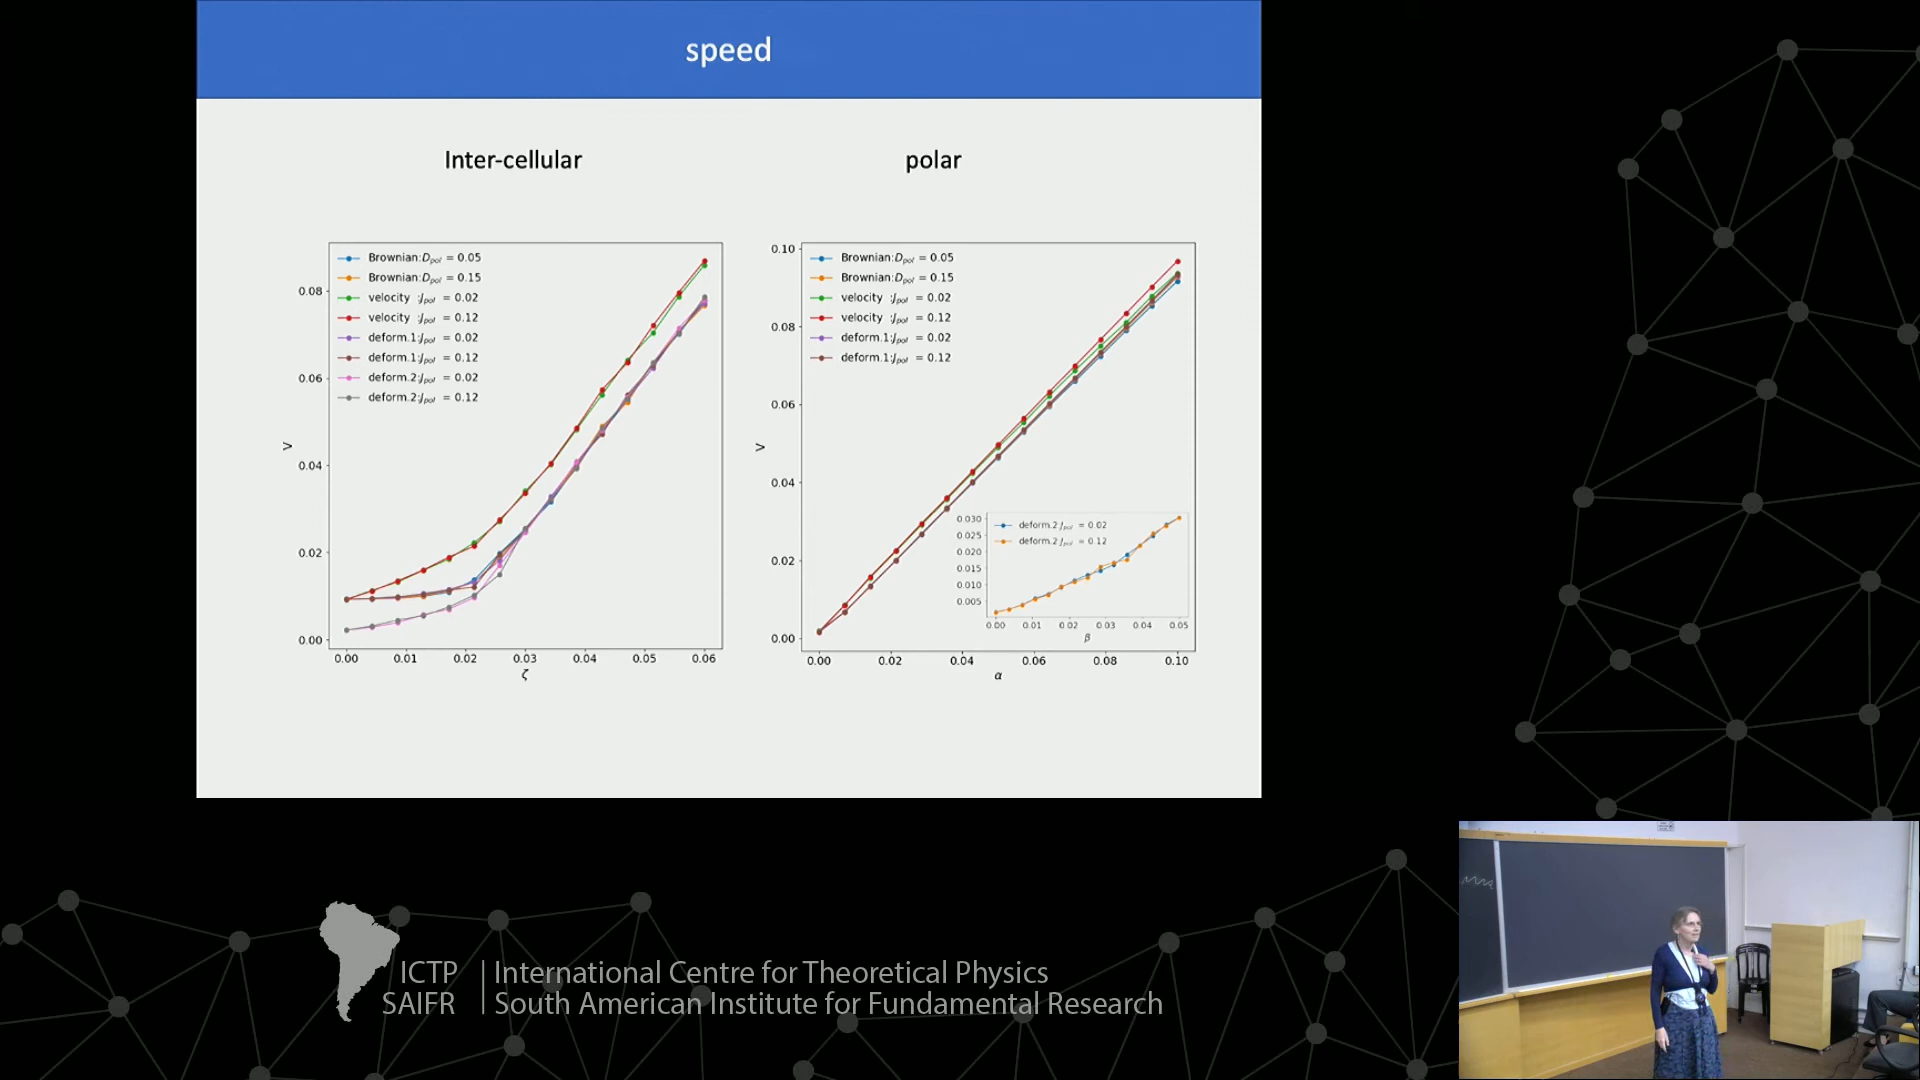 speed
Inter-cellular
polar
Brownian:D_pol = 0.05
Brownian:D_pol = 0.15
velocity :J_pol = 0.02
velocity :J_pol = 0.12
deform.1:J_pol = 0.02
deform.1:J_pol = 0.12
deform.2:J_pol = 0.02
deform.2:J_pol = 0.12
0.08
0.06
0.04
0.02
0.00
V
0.00 0.01 0.02 0.03 0.04 0.05 0.06
ζ
Brownian:D_pol = 0.05
Brownian:D_pol = 0.15
velocity :J_pol = 0.02
velocity :J_pol = 0.12
deform.1:J_pol = 0.02
deform.1:J_pol = 0.12
0.10
0.08
0.06
0.04
0.02
0.00
V
0.00 0.02 0.04 0.06 0.08 0.10
α
deform.2:J_pol = 0.02
deform.2:J_pol = 0.12
0.030
0.025
0.020
0.015
0.010
0.005
0.00 0.01 0.02 0.03 0.04 0.05
β
ICTP | International Centre for Theoretical Physics
SAIFR | South American Institute for Fundamental Research